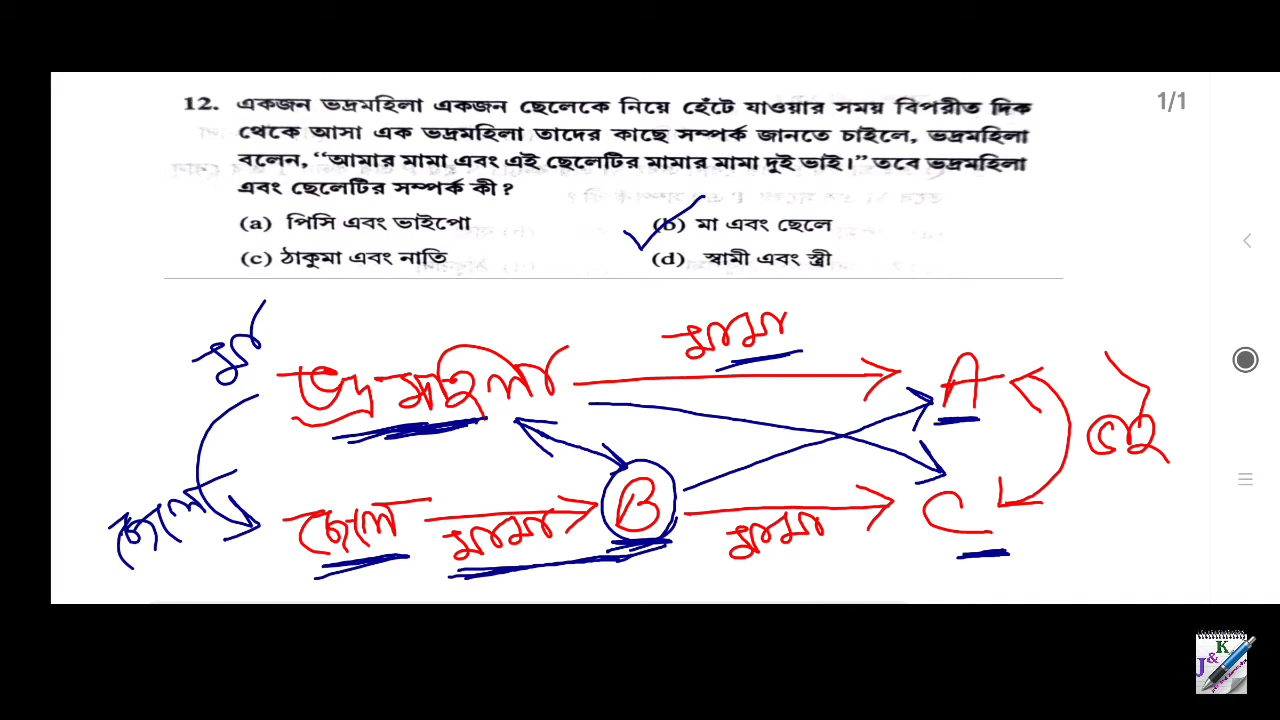 1/1
12. একজন ভদ্রমহিলা একজন ছেলেকে নিয়ে হেঁটে যাওয়ার সময় বিপরীত দিক
থেকে আসা এক ভদ্রমহিলা তাদের কাছে সম্পর্ক জানতে চাইলে, ভদ্রমহিলা
বলেন, “আমার মামা এবং এই ছেলেটির মামার মামা দুই ভাই।” তবে ভদ্রমহিলা
এবং ছেলেটির সম্পর্ক কী?
(a) পিসি এবং ভাইপো (b) মা এবং ছেলে
(c) ঠাকুমা এবং নাতি (d) স্বামী এবং স্ত্রী
মা ভদ্রমহিলা মামা A
ভাই
ছেলে ছেলে মামা B মামা C
J&K